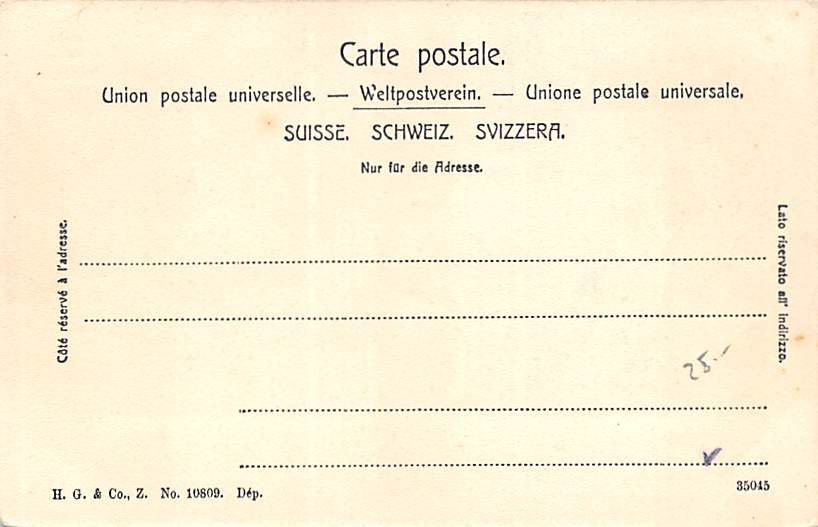 Carte postale.
Union postale universelle. — Weltpostverein. — Unione postale universale.
SUISSE. SCHWEIZ. SVIZZERA.
Nur für die Adresse.
Côté réservé à l'adresse.
Lato riservato all' indirizzo.
25.-
H. G. & Co., Z. No. 10809. Dép.
35045